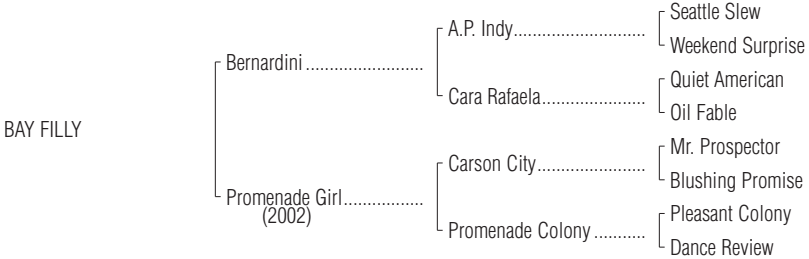 Seattle Slew
A.P. Indy..............................
Weekend Surprise
Bernardini ...........................
Quiet American
Cara Rafaela........................
Oil Fable
BAY FILLY
Mr. Prospector
Carson City.........................
Blushing Promise
Promenade Girl..................
(2002)
Pleasant Colony
Promenade Colony ...........
Dance Review